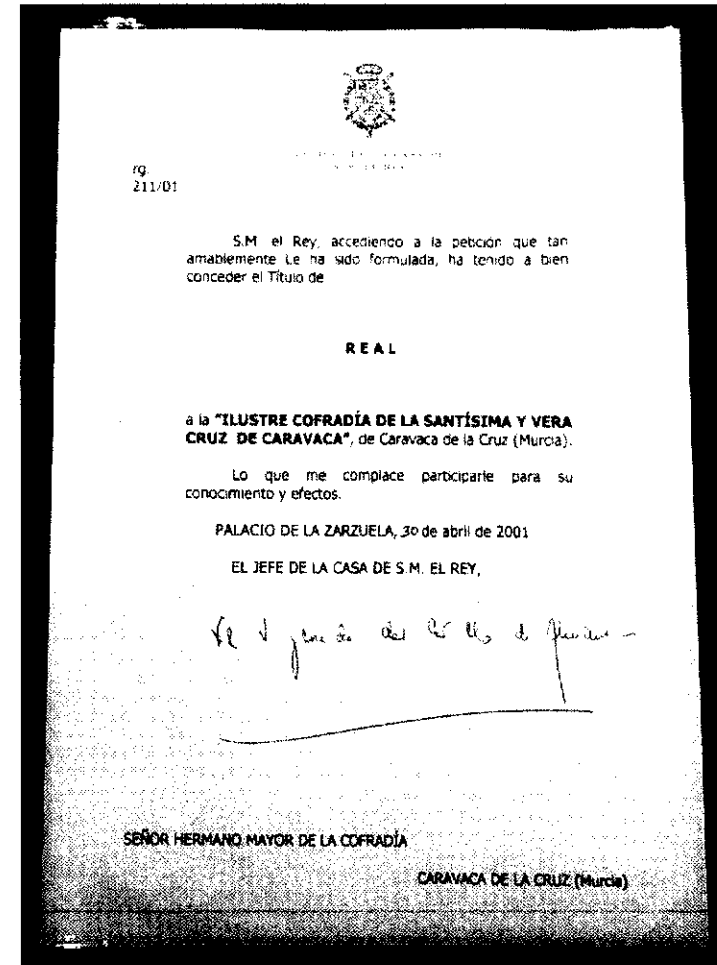 rg.
211/01
S.M. el Rey, accediendo a la petición que tan
amablemente Le ha sido formulada, ha tenido a bien
conceder el Título de
REAL
a la "ILUSTRE COFRADÍA DE LA SANTÍSIMA Y VERA
CRUZ DE CARAVACA", de Caravaca de la Cruz (Murcia).
Lo que me complace participarle para su
conocimiento y efectos.
PALACIO DE LA ZARZUELA, 30 de abril de 2001
EL JEFE DE LA CASA DE S.M. EL REY,
SEÑOR HERMANO MAYOR DE LA COFRADÍA
CARAVACA DE LA CRUZ (Murcia)